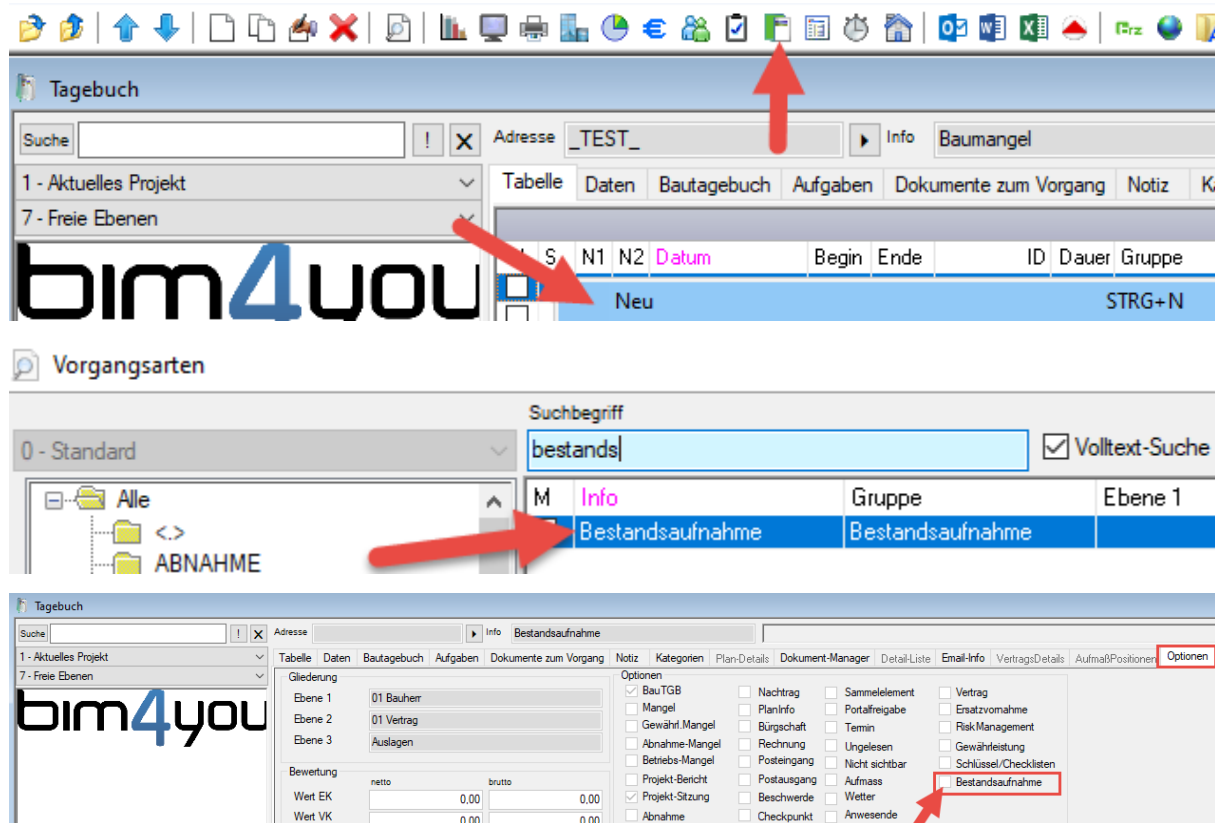 € Grz
Tagebuch
Suche ! X Adresse _TEST_ Info Baumangel
1 - Aktuelles Projekt Tabelle Daten Bautagebuch Aufgaben Dokumente zum Vorgang Notiz
7 - Freie Ebenen
S N1 N2 Datum Begin Ende ID Dauer Gruppe
bim4you
Neu STRG+N
Vorgangsarten
Suchbegriff
0 - Standard bestands Volltext-Suche
Alle M Info Gruppe Ebene 1
<> Bestandsaufnahme Bestandsaufnahme
ABNAHME
Tagebuch
Suche ! X Adresse Info Bestandsaufnahme
1 - Aktuelles Projekt Tabelle Daten Bautagebuch Aufgaben Dokumente zum Vorgang Notiz Kategorien Plan-Details Dokument-Manager Detail-Liste Email-Info VertragsDetails AufmaßPositionen Optionen
7 - Freie Ebenen Gliederung Optionen
bim4you
Ebene 1 01 Bauherr BauTGB Nachtrag Sammelelement Vertrag
Mangel PlanInfo Portalfreigabe Ersatzvornahme
Ebene 2 01 Vertrag Gewährl.Mangel Bürgschaft Termin RiskManagement
Ebene 3 Auslagen Abnahme-Mangel Rechnung Ungelesen Gewährleistung
Betriebs-Mangel Posteingang Nicht sichtbar Schlüssel/Checklisten
Bewertung netto brutto Projekt-Bericht Postausgang Aufmass Bestandsaufnahme
Wert EK 0,00 0,00 Projekt-Sitzung Beschwerde Wetter
Wert VK 0,00 0,00 Abnahme Checkpunkt Anwesende